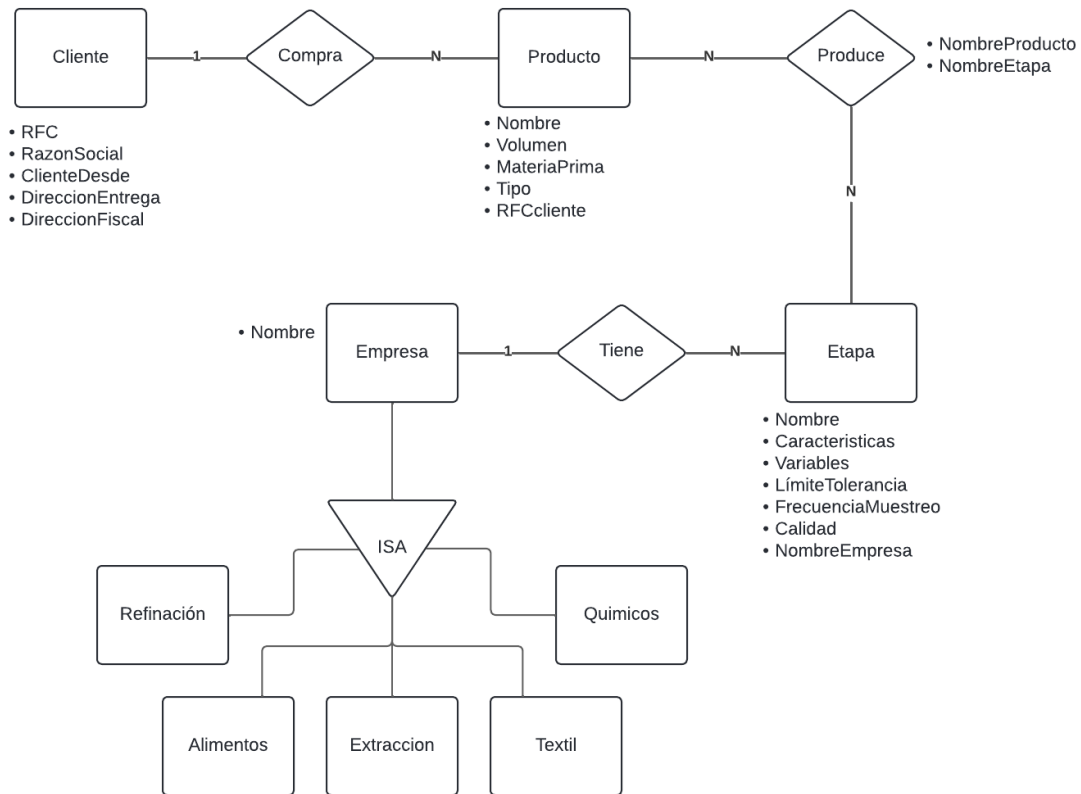 Cliente
1
Compra
N
Producto
N
Produce
• NombreProducto
• NombreEtapa
• RFC
• RazonSocial
• ClienteDesde
• DireccionEntrega
• DireccionFiscal
• Nombre
• Volumen
• MateriaPrima
• Tipo
• RFCcliente
N
• Nombre
Empresa
1
Tiene
N
Etapa
• Nombre
• Caracteristicas
• Variables
• LímiteTolerancia
• FrecuenciaMuestreo
• Calidad
• NombreEmpresa
ISA
Refinación
Quimicos
Alimentos
Extraccion
Textil